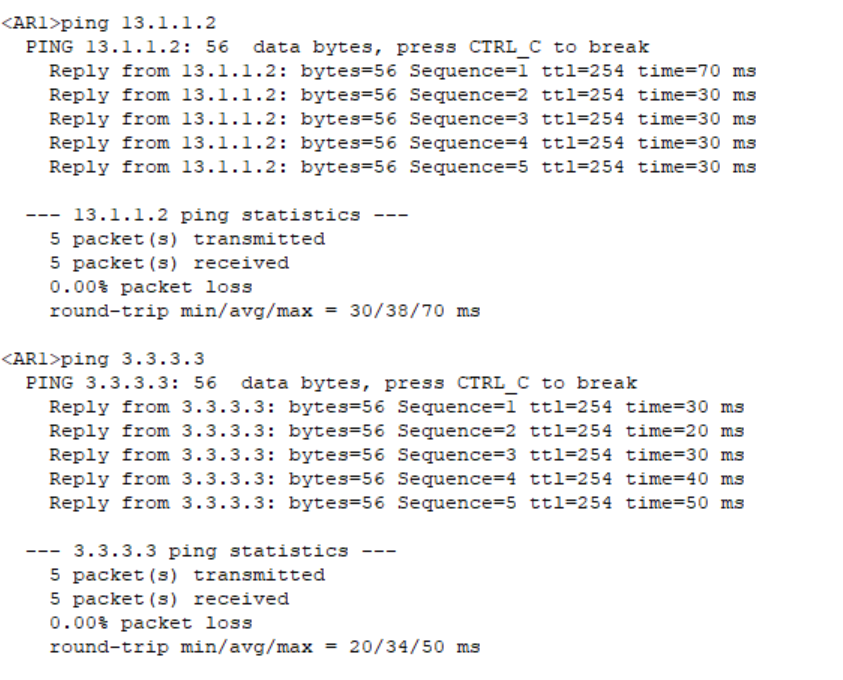 <AR1>ping 13.1.1.2
  PING 13.1.1.2: 56  data bytes, press CTRL_C to break
    Reply from 13.1.1.2: bytes=56 Sequence=1 ttl=254 time=70 ms
    Reply from 13.1.1.2: bytes=56 Sequence=2 ttl=254 time=30 ms
    Reply from 13.1.1.2: bytes=56 Sequence=3 ttl=254 time=30 ms
    Reply from 13.1.1.2: bytes=56 Sequence=4 ttl=254 time=30 ms
    Reply from 13.1.1.2: bytes=56 Sequence=5 ttl=254 time=30 ms

  --- 13.1.1.2 ping statistics ---
    5 packet(s) transmitted
    5 packet(s) received
    0.00% packet loss
    round-trip min/avg/max = 30/38/70 ms

<AR1>ping 3.3.3.3
  PING 3.3.3.3: 56  data bytes, press CTRL_C to break
    Reply from 3.3.3.3: bytes=56 Sequence=1 ttl=254 time=30 ms
    Reply from 3.3.3.3: bytes=56 Sequence=2 ttl=254 time=20 ms
    Reply from 3.3.3.3: bytes=56 Sequence=3 ttl=254 time=30 ms
    Reply from 3.3.3.3: bytes=56 Sequence=4 ttl=254 time=40 ms
    Reply from 3.3.3.3: bytes=56 Sequence=5 ttl=254 time=50 ms

  --- 3.3.3.3 ping statistics ---
    5 packet(s) transmitted
    5 packet(s) received
    0.00% packet loss
    round-trip min/avg/max = 20/34/50 ms